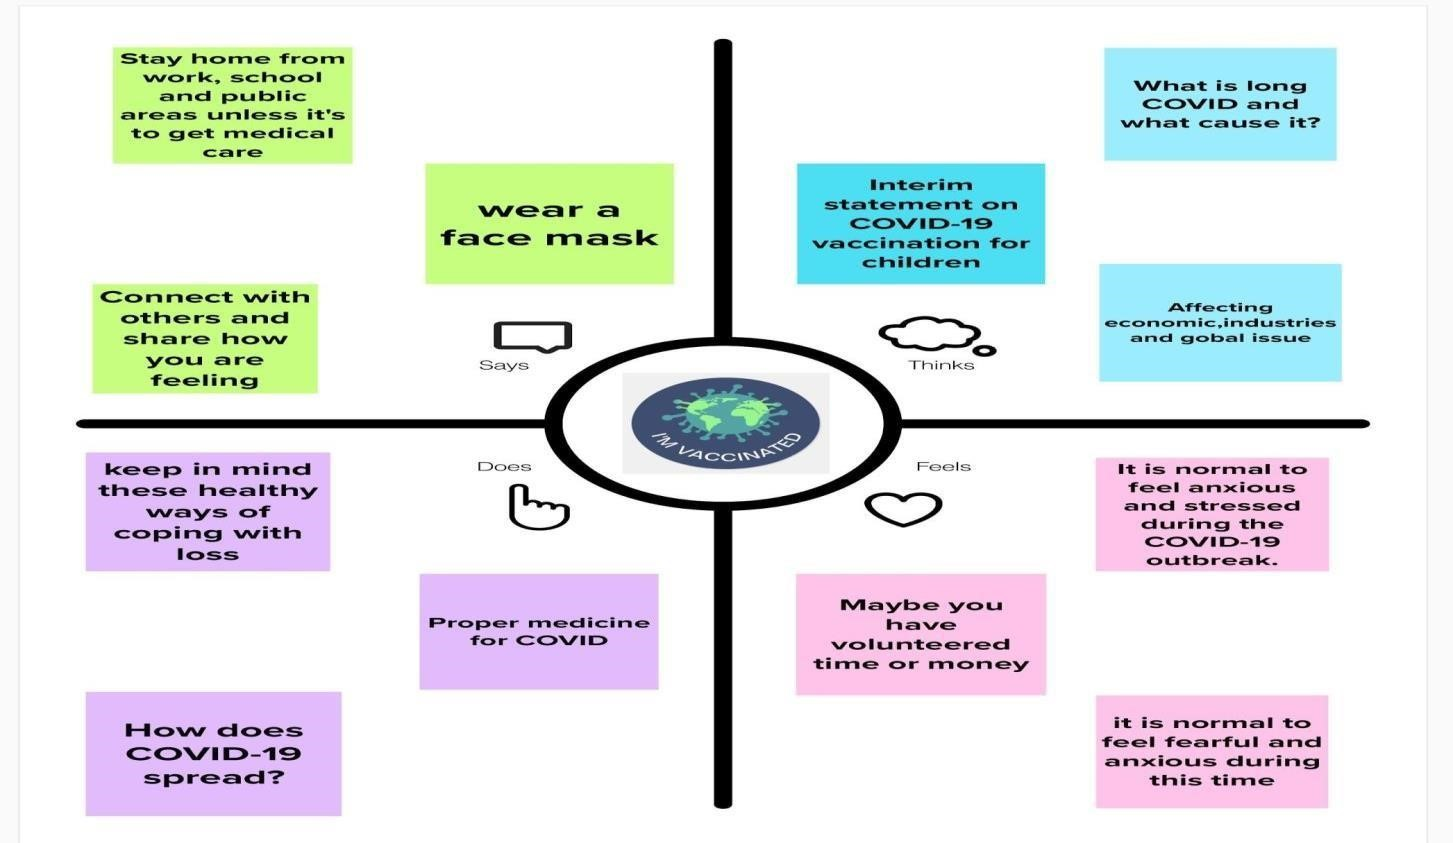 Stay home from
work, school
and public
areas unless it's
to get medical
care
wear a
face mask
Connect with
others and
share how
you are
feeling
Says
What is long
COVID and
what cause it?
Interim
statement on
COVID-19
vaccination for
children
Affecting
economic,industries
and gobal issue
Thinks
I'M VACCINATED
Does
keep in mind
these healthy
ways of
coping with
loss
Proper medicine
for COVID
How does
COVID-19
spread?
Feels
It is normal to
feel anxious
and stressed
during the
COVID-19
outbreak.
Maybe you
have
volunteered
time or money
it is normal to
feel fearful and
anxious during
this time